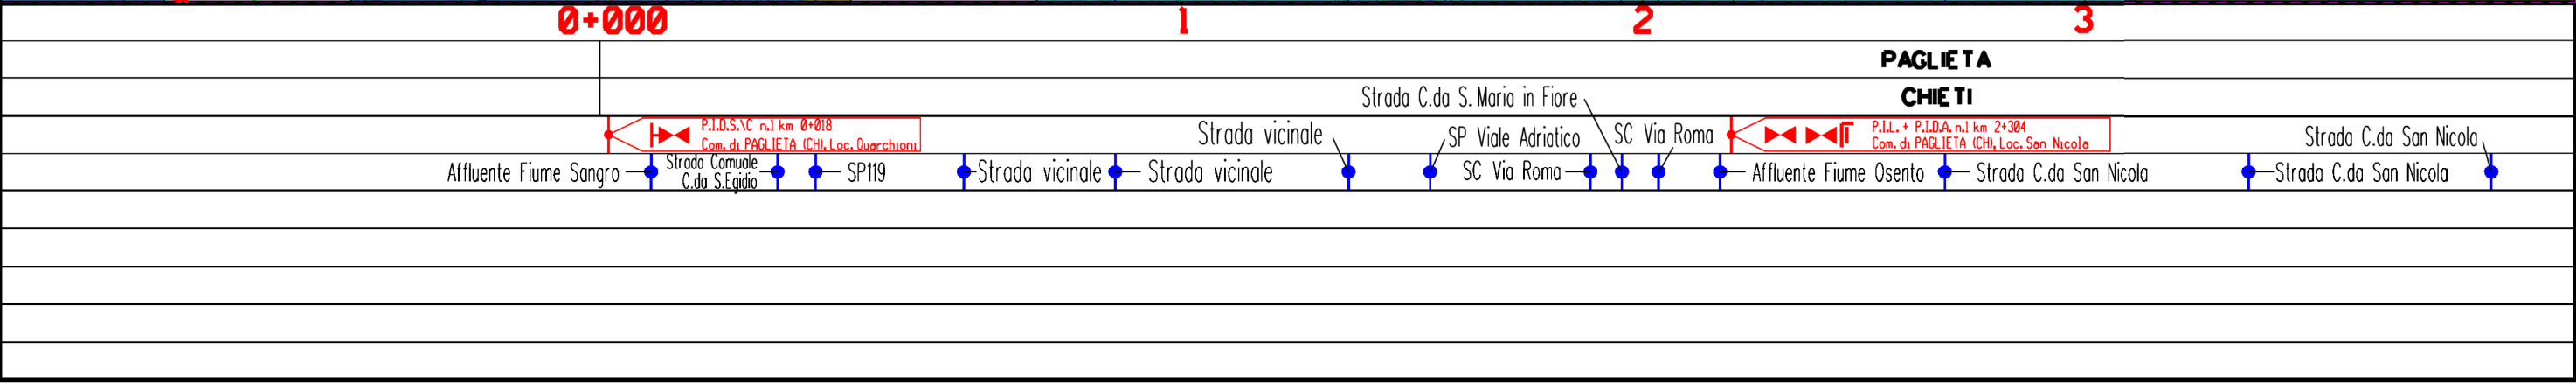 0+000 1 2 3
PAGLIETA
CHIETI
Strada C.da S. Maria in Fiore
P.I.D.S.\C n.1 km 0+018
Com. di PAGLIETA (CH), Loc. Quarchioni
Strada vicinale
SP Viale Adriatico
SC Via Roma
P.I.L. + P.I.D.A. n.1 km 2+304
Com. di PAGLIETA (CH), Loc. San Nicola
Strada C.da San Nicola
Affluente Fiume Sangro
Strada Comuale
C.da S.Egidio
SP119
Strada vicinale
Strada vicinale
SC Via Roma
Affluente Fiume Osento
Strada C.da San Nicola
Strada C.da San Nicola